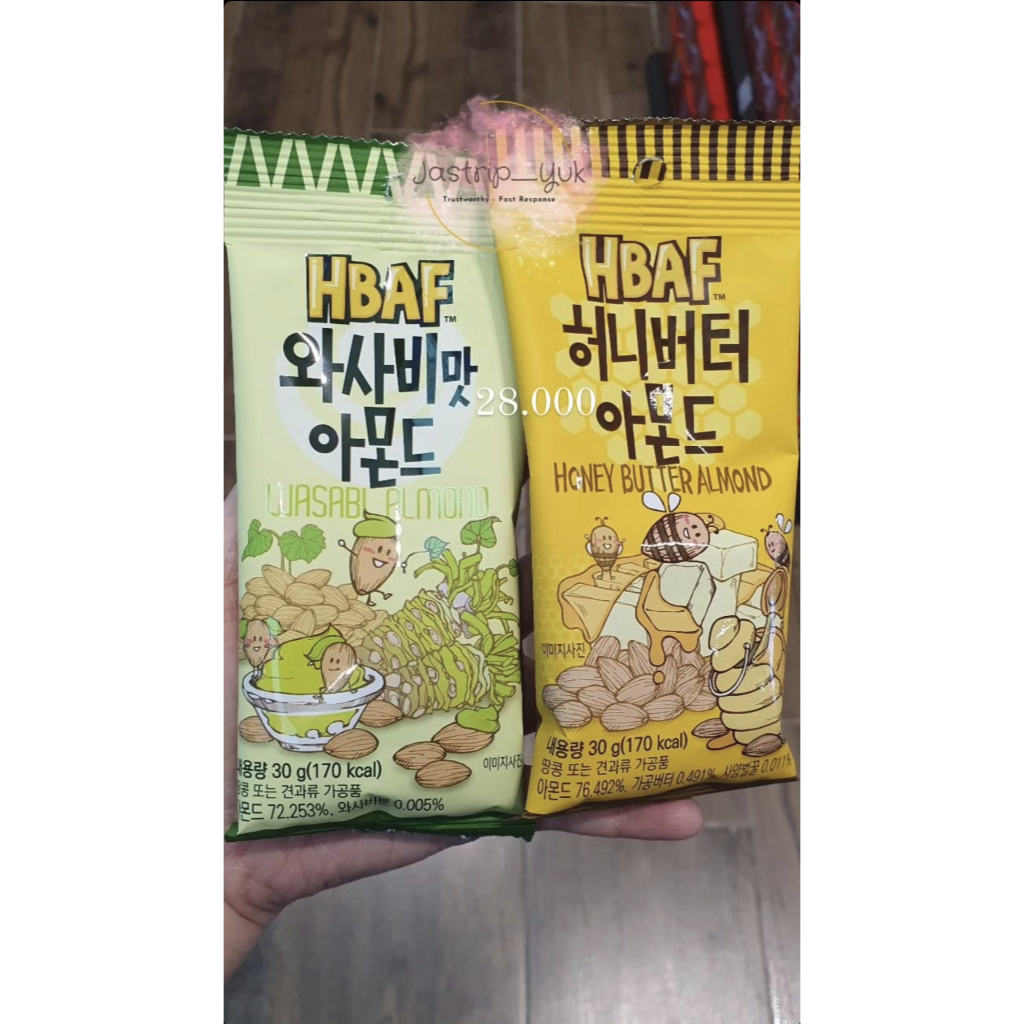 Jastrip_Yuk
Trustworthy - Fast Response
HBAF™
와사비맛
아몬드
WASABI ALMOND
이미지사진
내용량 30 g(170 kcal)
땅콩 또는 견과류 가공품
아몬드 72.253%, 와사비분 0.005%
28.000
HBAF™
허니버터
아몬드
HONEY BUTTER ALMOND
이미지사진
내용량 30 g(170 kcal)
땅콩 또는 견과류 가공품
아몬드 76.492%, 가공버터 0.491%, 사양벌꿀 0.011%